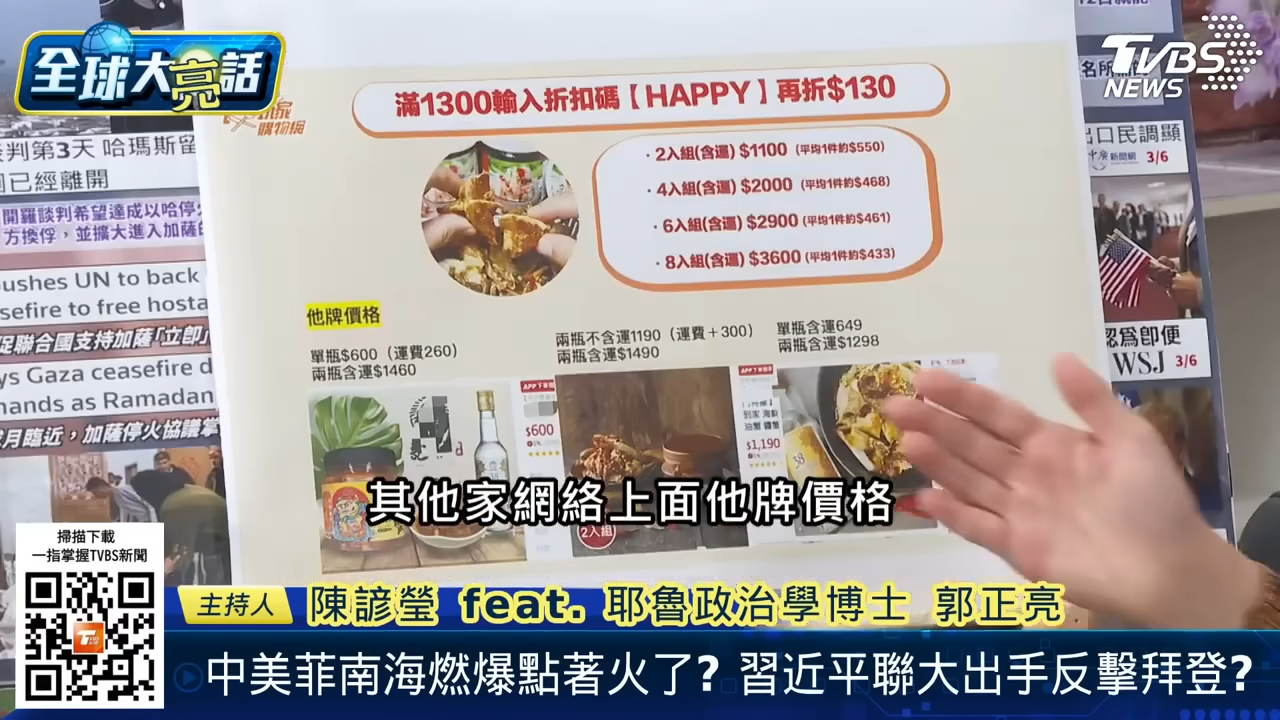 全球大亮話
TVBS
NEWS
購物網
滿1300輸入折扣碼【HAPPY】再折$130
・2入組(含運) $1100 (平均1件約$550)
・4入組(含運) $2000 (平均1件約$468)
・6入組(含運) $2900 (平均1件約$461)
・8入組(含運) $3600 (平均1件約$433)
他牌價格
單瓶$600（運費260）
兩瓶含運$1460
兩瓶不含運1190（運費＋300）
兩瓶含運$1490
單瓶含運649
兩瓶含運$1298
$600
$1,190
2入組
判第3天 哈瑪斯
已經離開
開羅談判希望達成以哈停
方換俘，並擴大進入加薩
ushes UN to back
sefire to free hosta
促聯合國支持加薩「立即」
ys Gaza ceasefire d
mands as Ramadan
月臨近，加薩停火協議
出口民調顯
新聞網 3/6
認為即便
WSJ 3/6
其他家網絡上面他牌價格
掃描下載
一指掌握TVBS新聞
主持人 陳諺瑩 feat. 耶魯政治學博士 郭正亮
中美菲南海燃爆點著火了? 習近平聯大出手反擊拜登?